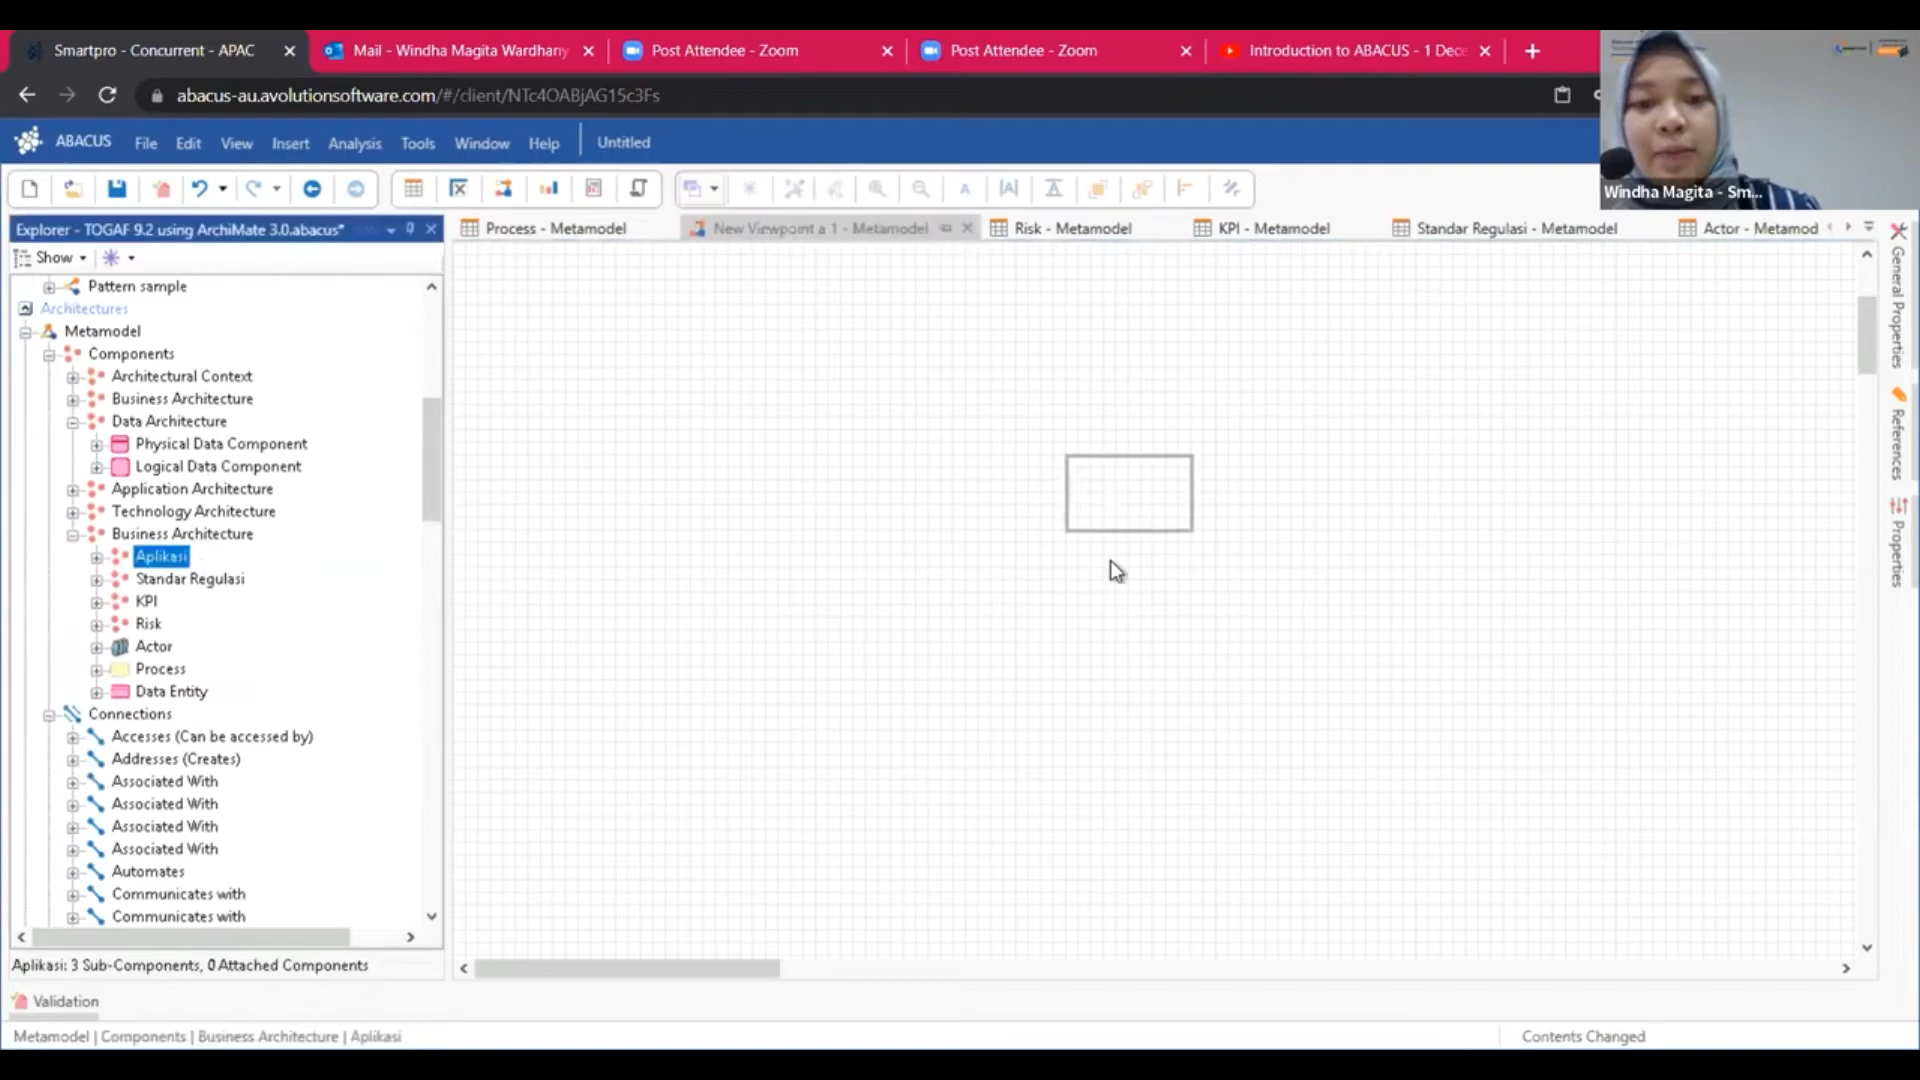 Smartpro - Concurrent - APAC
Mail - Windha Magita Wardhany
Post Attendee - Zoom
Post Attendee - Zoom
Introduction to ABACUS - 1 Dece
abacus-au.avolutionsoftware.com/#/client/NTc4OABjAG15c3Fs
ABACUS File Edit View Insert Analysis Tools Window Help Untitled
Windha Magita - Sm...
Explorer - TOGAF 9.2 using ArchiMate 3.0.abacus*
Process - Metamodel
New Viewpoint a 1 - Metamodel
Risk - Metamodel
KPI - Metamodel
Standar Regulasi - Metamodel
Actor - Metamod
Show
Pattern sample
Architectures
Metamodel
Components
Architectural Context
Business Architecture
Data Architecture
Physical Data Component
Logical Data Component
Application Architecture
Technology Architecture
Business Architecture
Aplikasi
Standar Regulasi
KPI
Risk
Actor
Process
Data Entity
Connections
Accesses (Can be accessed by)
Addresses (Creates)
Associated With
Associated With
Associated With
Associated With
Automates
Communicates with
Communicates with
General Properties
References
Properties
Aplikasi: 3 Sub-Components, 0 Attached Components
Validation
Metamodel | Components | Business Architecture | Aplikasi
Contents Changed